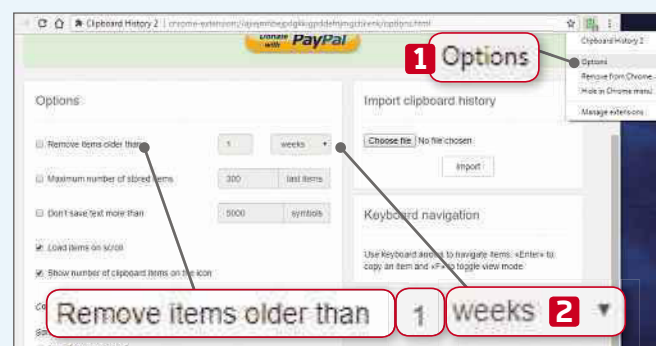 Clipboard History 2
Donate with PayPal
1 Options
Clipboard History 2
Options
Remove from Chrome...
Hide in Chrome menu
Manage extensions
Options
Remove items older than 1 weeks
Maximum number of stored items 300 last items
Don't save text more than 5000 symbols
Load items on scroll
Show number of clipboard items on the icon
Import clipboard history
Choose file No file chosen
Import
Keyboard navigation
Use keyboard arrows to navigate items. «Enter» to
copy an item and «F» to toggle view mode
Remove items older than 1 weeks 2